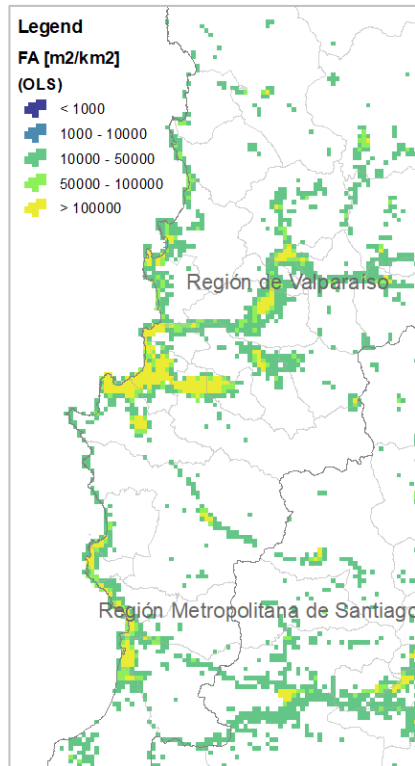 Legend
FA [m2/km2]
(OLS)
< 1000
1000 - 10000
10000 - 50000
50000 - 100000
> 100000
Región de Valparaíso
Región Metropolitana de Santiago